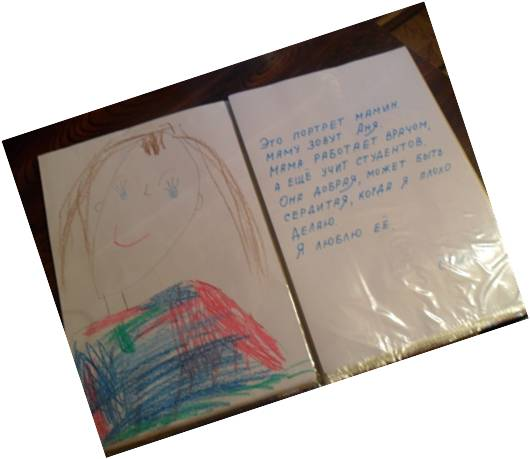 Это портрет мамин.
Маму зовут Аня.
Мама работает врачом,
а ещё учит студентов.
Она добрая, может быть
сердитая, когда я плохо
делаю.
Я люблю её.